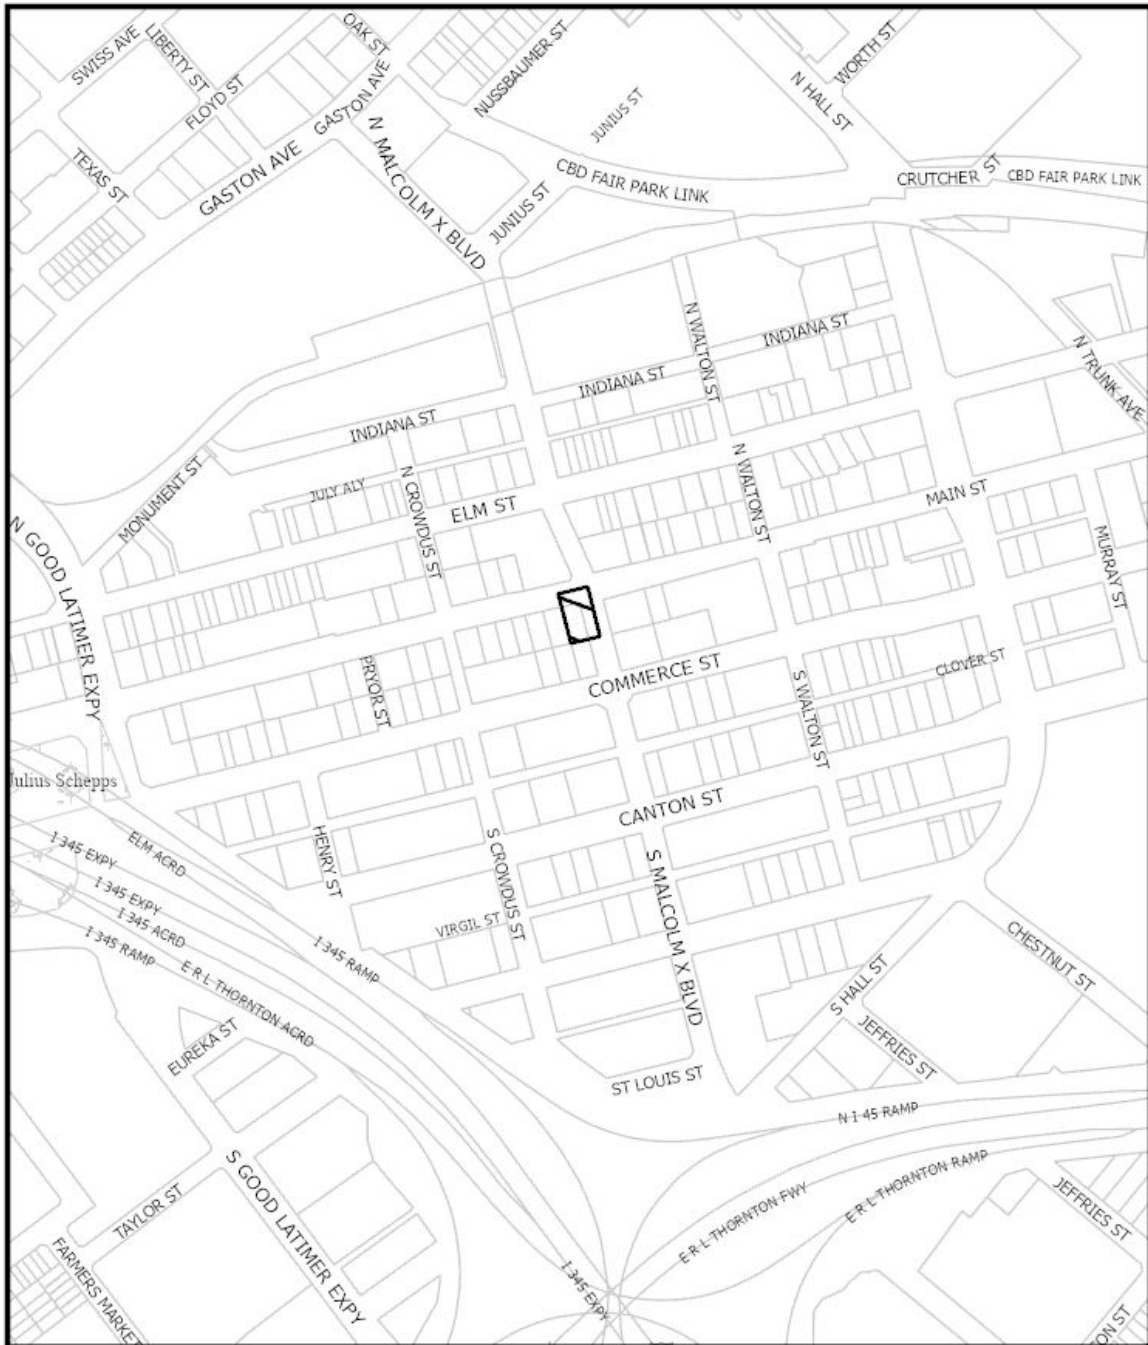 SWISS AVE
LIBERTY ST
OAK ST
FLOYD ST
GASTON AVE
NUSSBAUMER ST
WORTH ST
N HALL ST
JUNIUS ST
TEXAS ST
GASTON AVE
N MALCOLM X BLVD
CBD FAIR PARK LINK
CRUTCHER ST
CBD FAIR PARK LINK
JUNIUS ST
N WALTON ST
INDIANA ST
N TRUNK AVE
INDIANA ST
INDIANA ST
MONUMENT ST
JULY ALY
N CROWDUS ST
ELM ST
N WALTON ST
MAIN ST
N GOOD LATIMER EXPY
MURRAY ST
PRYOR ST
COMMERCE ST
CLOVER ST
S WALTON ST
Julius Schepps
CANTON ST
ELM ACRD
I 345 EXPY
HENRY ST
S CROWDUS ST
S MALCOLM X BLVD
I 345 EXPY
I 345 ACRD
I 345 RAMP
VIRGIL ST
I 345 RAMP
E R L THORNTON ACRD
CHESTNUT ST
S HALL ST
EUREKA ST
JEFFRIES ST
ST LOUIS ST
N I 45 RAMP
S GOOD LATIMER EXPY
TAYLOR ST
E R L THORNTON FWY
E R L THORNTON RAMP
JEFFRIES ST
FARMERS MARKET
I 345 EXPY
ON ST